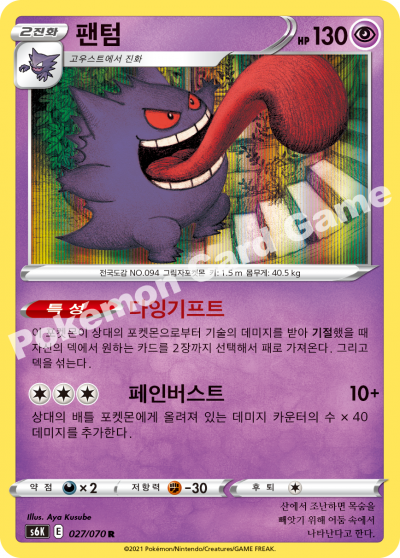 2진화
팬텀
HP 130
고우스트에서 진화
전국도감 NO.094 그림자포켓몬 키: 1.5 m 몸무게: 40.5 kg
특성 다잉기프트
이 포켓몬이 상대의 포켓몬으로부터 기술의 데미지를 받아 기절했을 때
자신의 덱에서 원하는 카드를 2장까지 선택해서 패로 가져온다. 그리고
덱을 섞는다.
페인버스트 10+
상대의 배틀 포켓몬에게 올려져 있는 데미지 카운터의 수 × 40
데미지를 추가한다.
약점 ×2 저항력 -30 후퇴
Illus. Aya Kusube
산에서 조난하면 목숨을
빼앗기 위해 어둠 속에서
나타난다고 한다.
s6K E 027/070 R
©2021 Pokémon/Nintendo/Creatures/GAME FREAK.
Pokémon Card Game